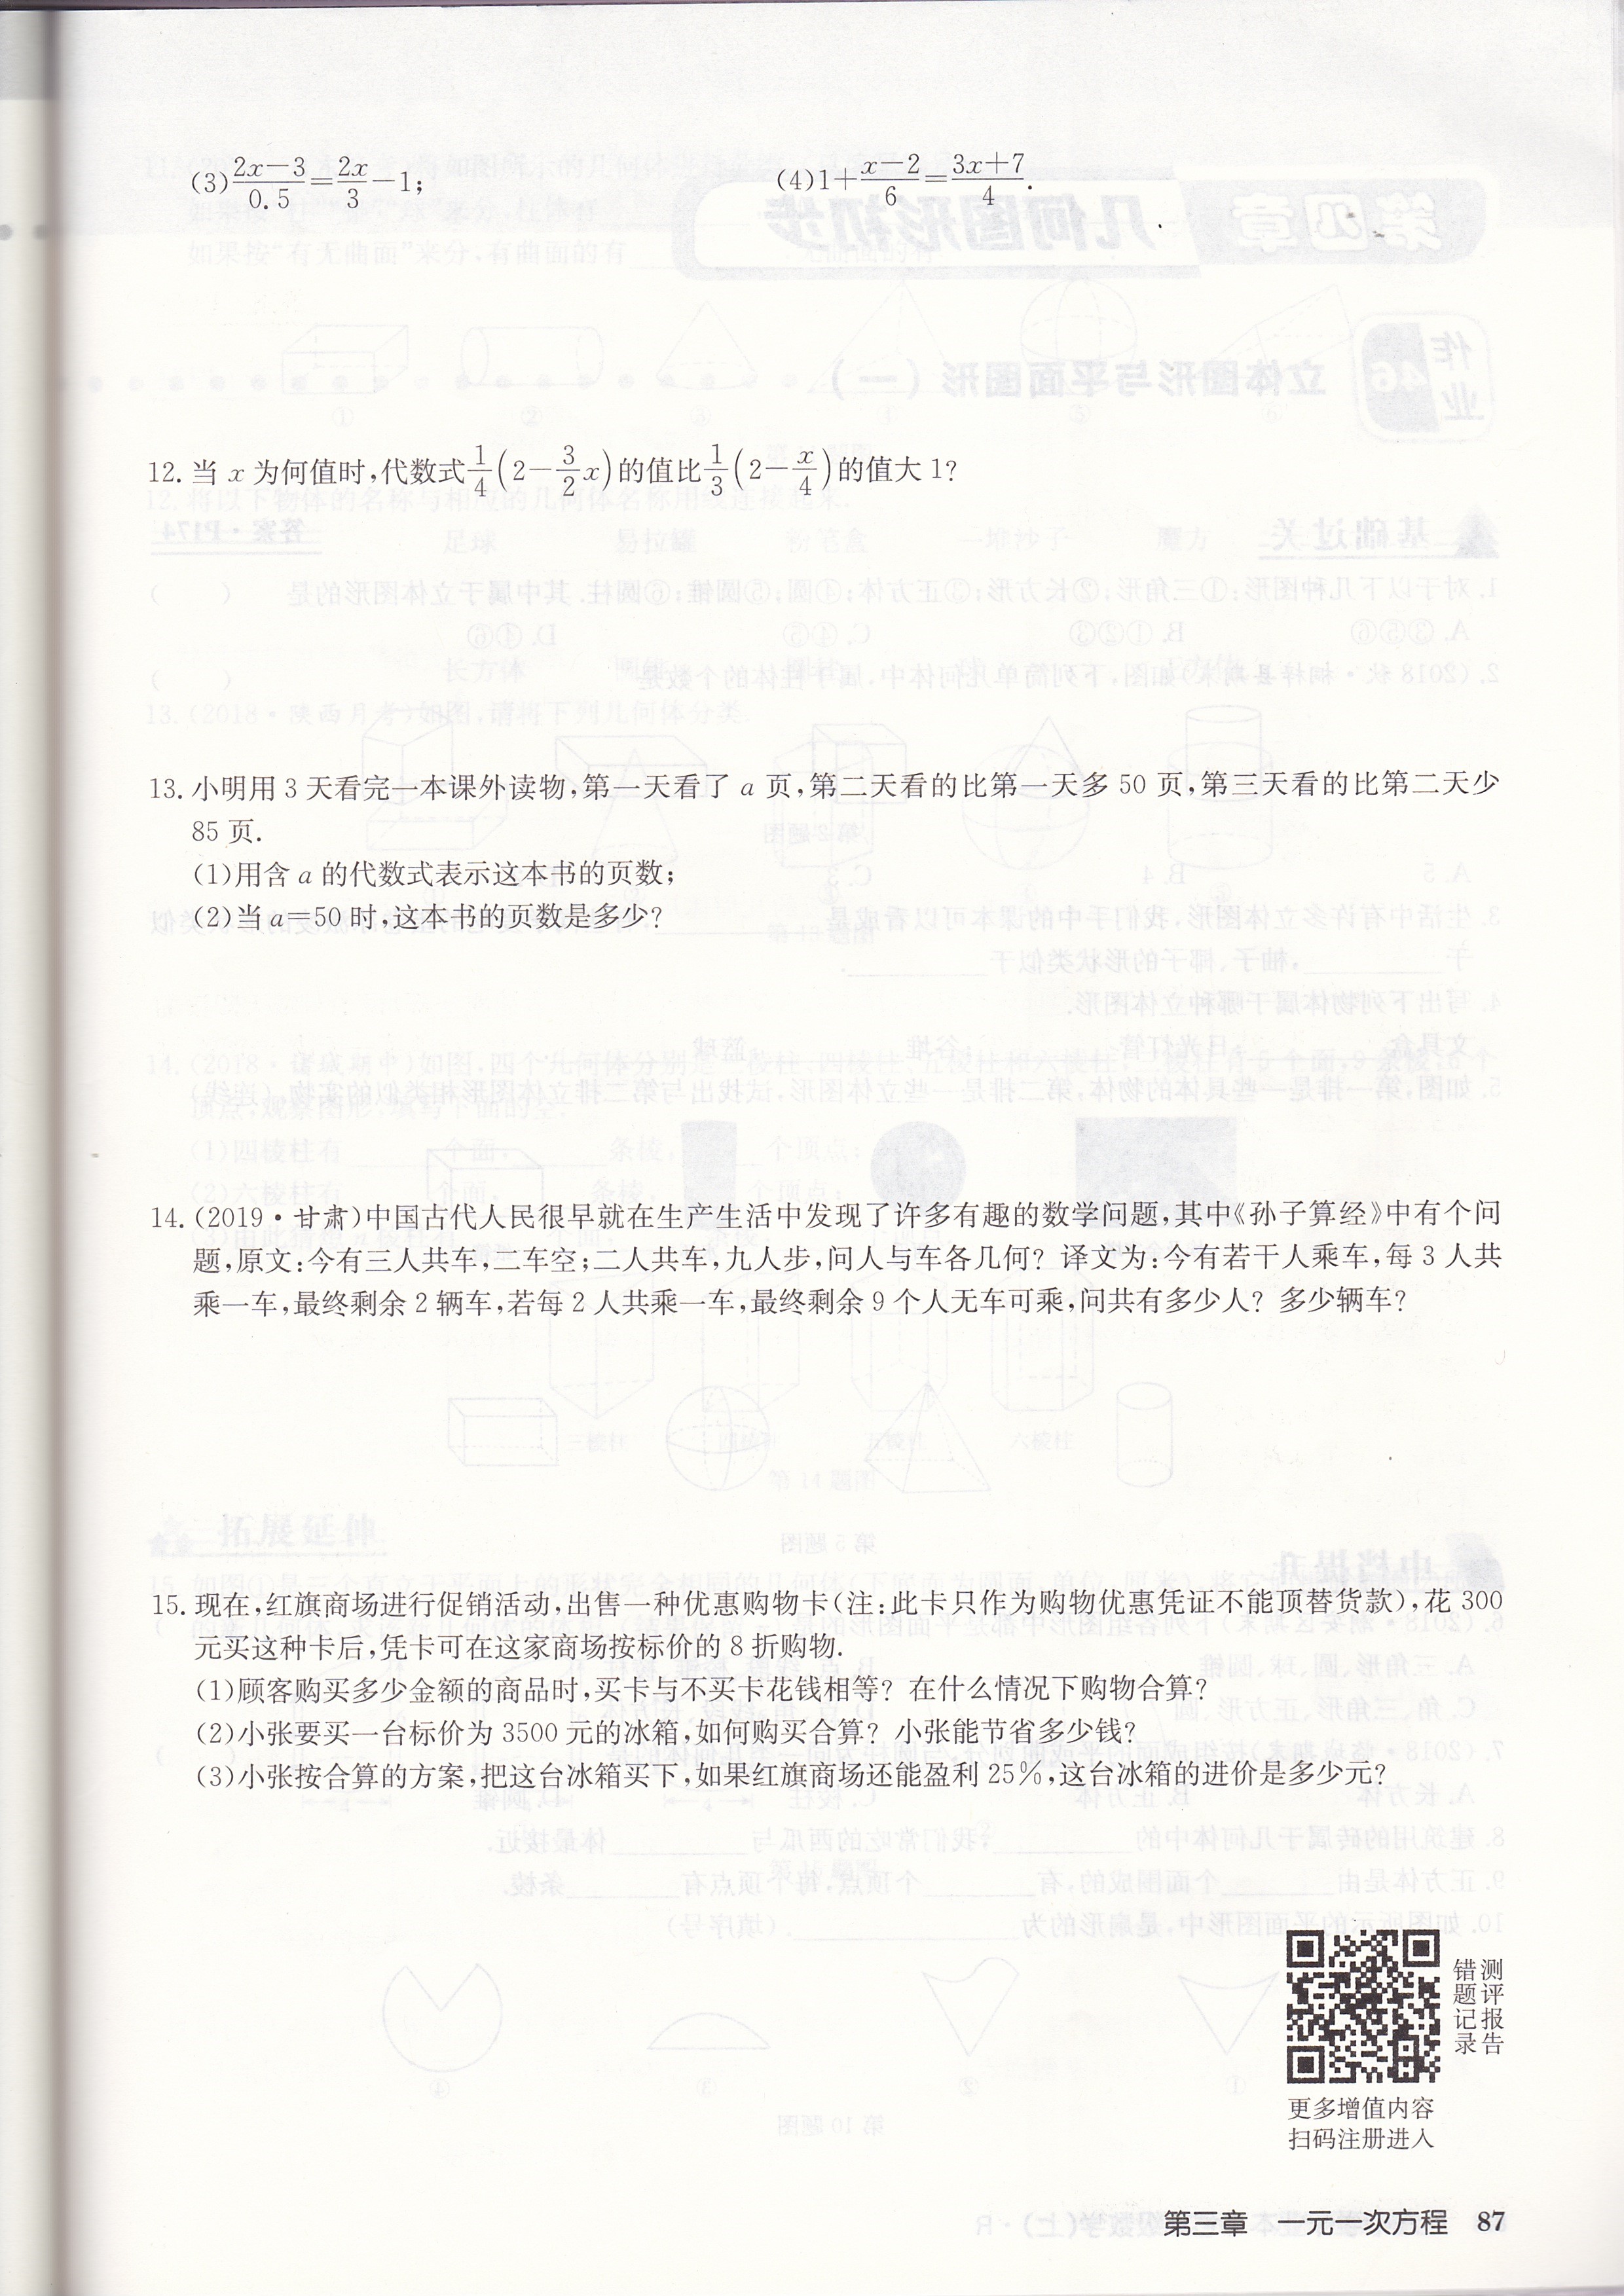 (3)\frac{2x-3}{0.5}=\frac{2x}{3}-1;
(4)1+\frac{x-2}{6}=\frac{3x+7}{4}.
12. 当 x 为何值时,代数式\frac{1}{4}(2-\frac{3}{2}x)的值比\frac{1}{3}(2-\frac{x}{4})的值大 1?
13. 小明用 3 天看完一本课外读物,第一天看了 a 页,第二天看的比第一天多 50 页,第三天看的比第二天少
85 页.
(1)用含 a 的代数式表示这本书的页数;
(2)当 a=50 时,这本书的页数是多少?
14. (2019·甘肃)中国古代人民很早就在生产生活中发现了许多有趣的数学问题,其中《孙子算经》中有个问
题,原文:今有三人共车,二车空;二人共车,九人步,问人与车各几何? 译文为:今有若干人乘车,每 3 人共
乘一车,最终剩余 2 辆车,若每 2 人共乘一车,最终剩余 9 个人无车可乘,问共有多少人? 多少辆车?
15. 现在,红旗商场进行促销活动,出售一种优惠购物卡(注:此卡只作为购物优惠凭证不能顶替货款),花 300
元买这种卡后,凭卡可在这家商场按标价的 8 折购物.
(1)顾客购买多少金额的商品时,买卡与不买卡花钱相等? 在什么情况下购物合算?
(2)小张要买一台标价为 3500 元的冰箱,如何购买合算? 小张能节省多少钱?
(3)小张按合算的方案,把这台冰箱买下,如果红旗商场还能盈利 25%,这台冰箱的进价是多少元?
测评报告
错题记录
更多增值内容
扫码注册进入
第三章 一元一次方程 87